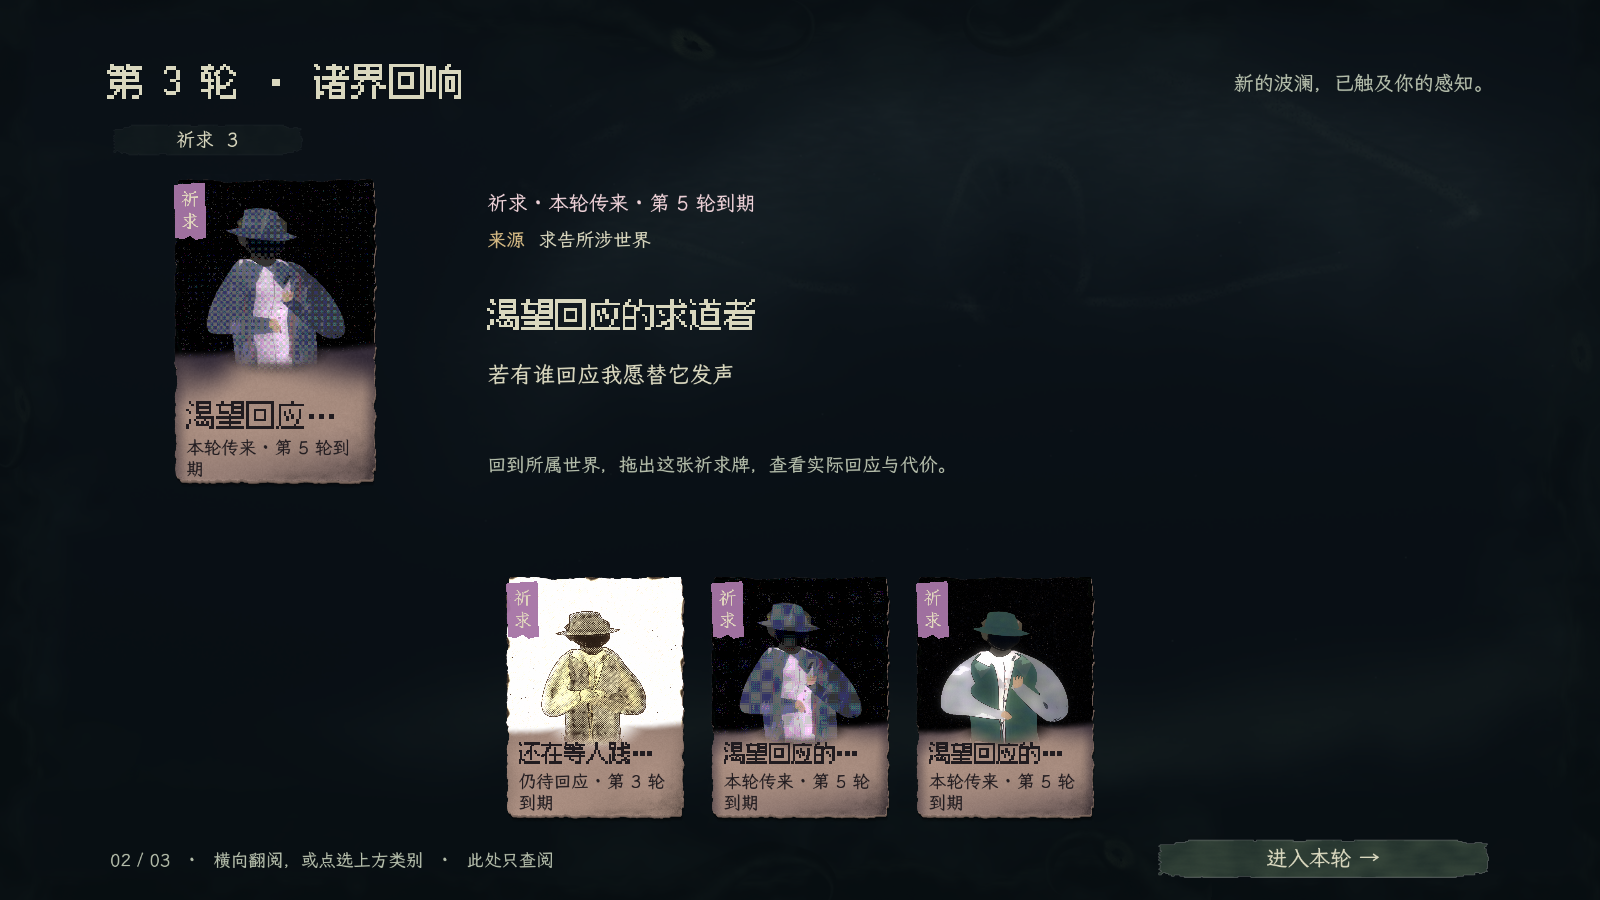 第 3 轮 · 诸界回响
新的波澜，已触及你的感知。
祈求 3
祈求
渴望回应…
本轮传来·第 5 轮到
期
祈求·本轮传来·第 5 轮到期
来源 求告所涉世界
渴望回应的求道者
若有谁回应我愿替它发声
回到所属世界，拖出这张祈求牌，查看实际回应与代价。
祈求
还在等人践…
仍待回应·第 3 轮
到期
祈求
渴望回应的…
本轮传来·第 5 轮
到期
祈求
渴望回应的…
本轮传来·第 5 轮
到期
02 / 03 · 横向翻阅，或点选上方类别 · 此处只查阅
进入本轮 →